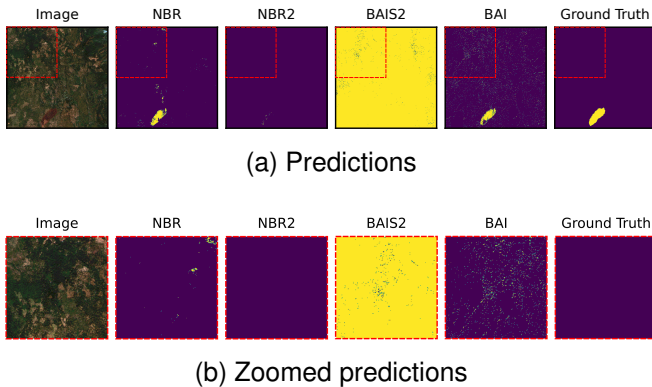 Image NBR NBR2 BAIS2 BAI Ground Truth
(a) Predictions
Image NBR NBR2 BAIS2 BAI Ground Truth
(b) Zoomed predictions